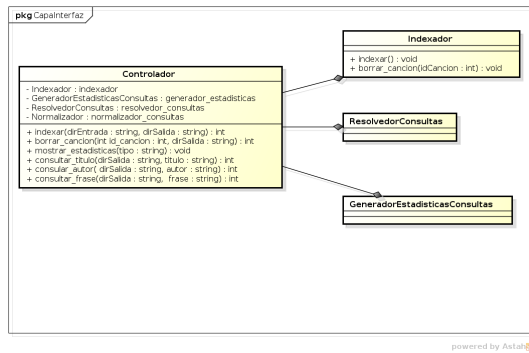 pkg CapaInterfaz
Controlador
- Indexador : indexador
- GeneradorEstadisticasConsultas : generador_estadisticas
- ResolvedorConsultas : resolvedor_consultas
- Normalizador : normalizador_consultas
+ indexar(dirEntrada : string, dirSalida : string) : int
+ borrar_cancion(int id_cancion : int, dirSalida : string) : int
+ mostrar_estadisticas(tipo : string) : void
+ consultar_titulo(dirSalida : string, titulo : string) : int
+ consular_autor( dirSalida : string, autor : string) : int
+ consultar_frase(dirSalida : string, frase : string) : int
Indexador
+ indexar() : void
+ borrar_cancion(idCancion : int) : void
ResolvedorConsultas
GeneradorEstadisticasConsultas
powered by Astah